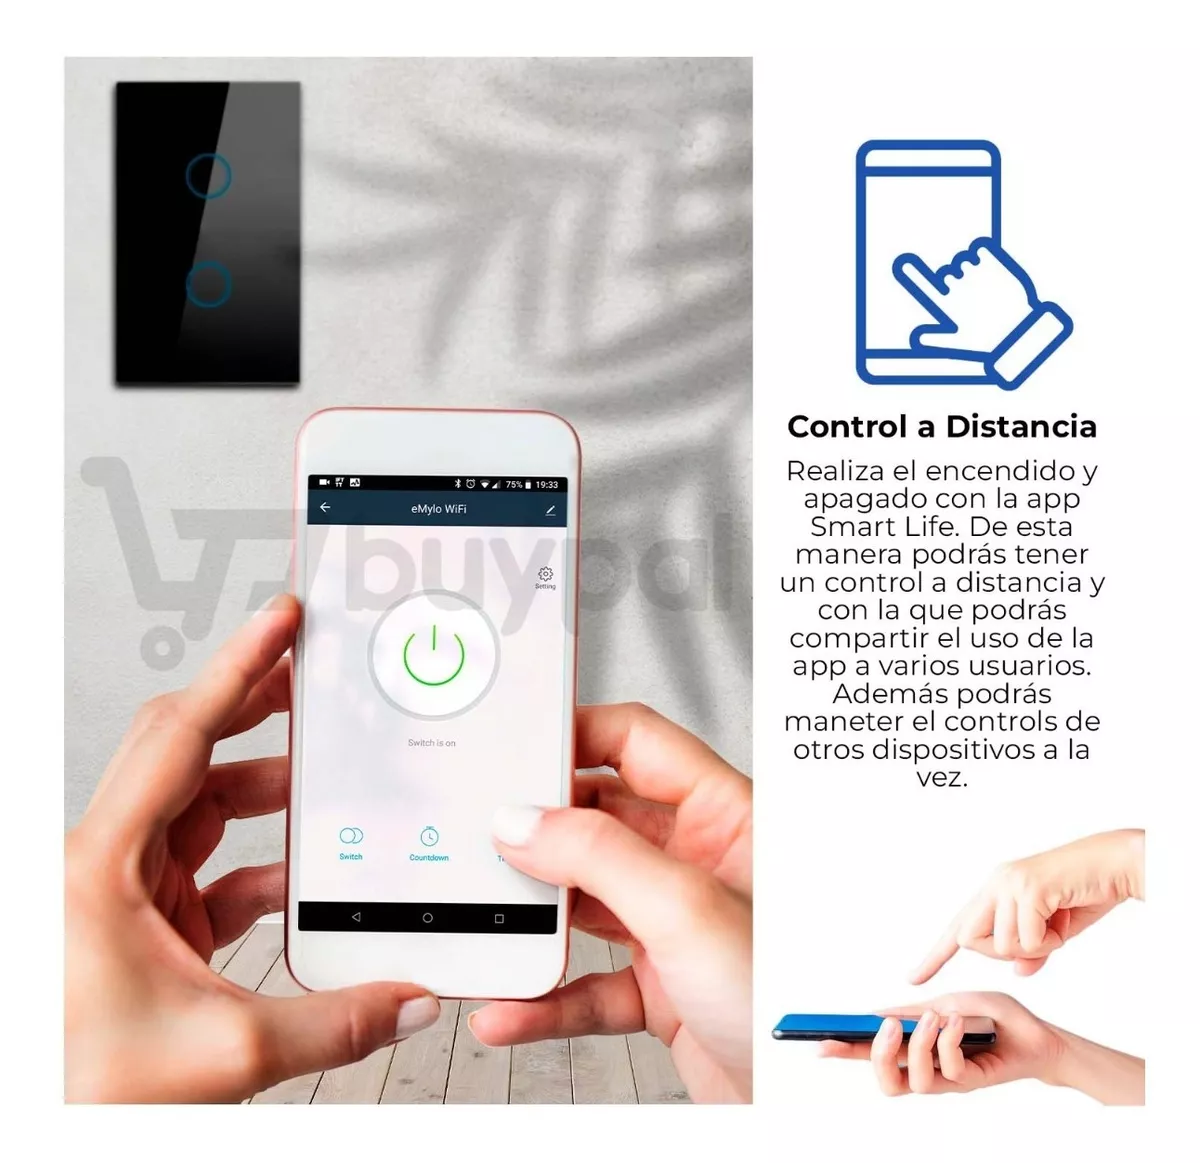 75% 19:33
eMylo WiFi
Setting
buypal
Switch is on
Switch
Countdown
Control a Distancia
Realiza el encendido y
apagado con la app
Smart Life. De esta
manera podrás tener
un control a distancia y
con la que podrás
compartir el uso de la
app a varios usuarios.
Además podrás
maneter el controls de
otros dispositivos a la
vez.